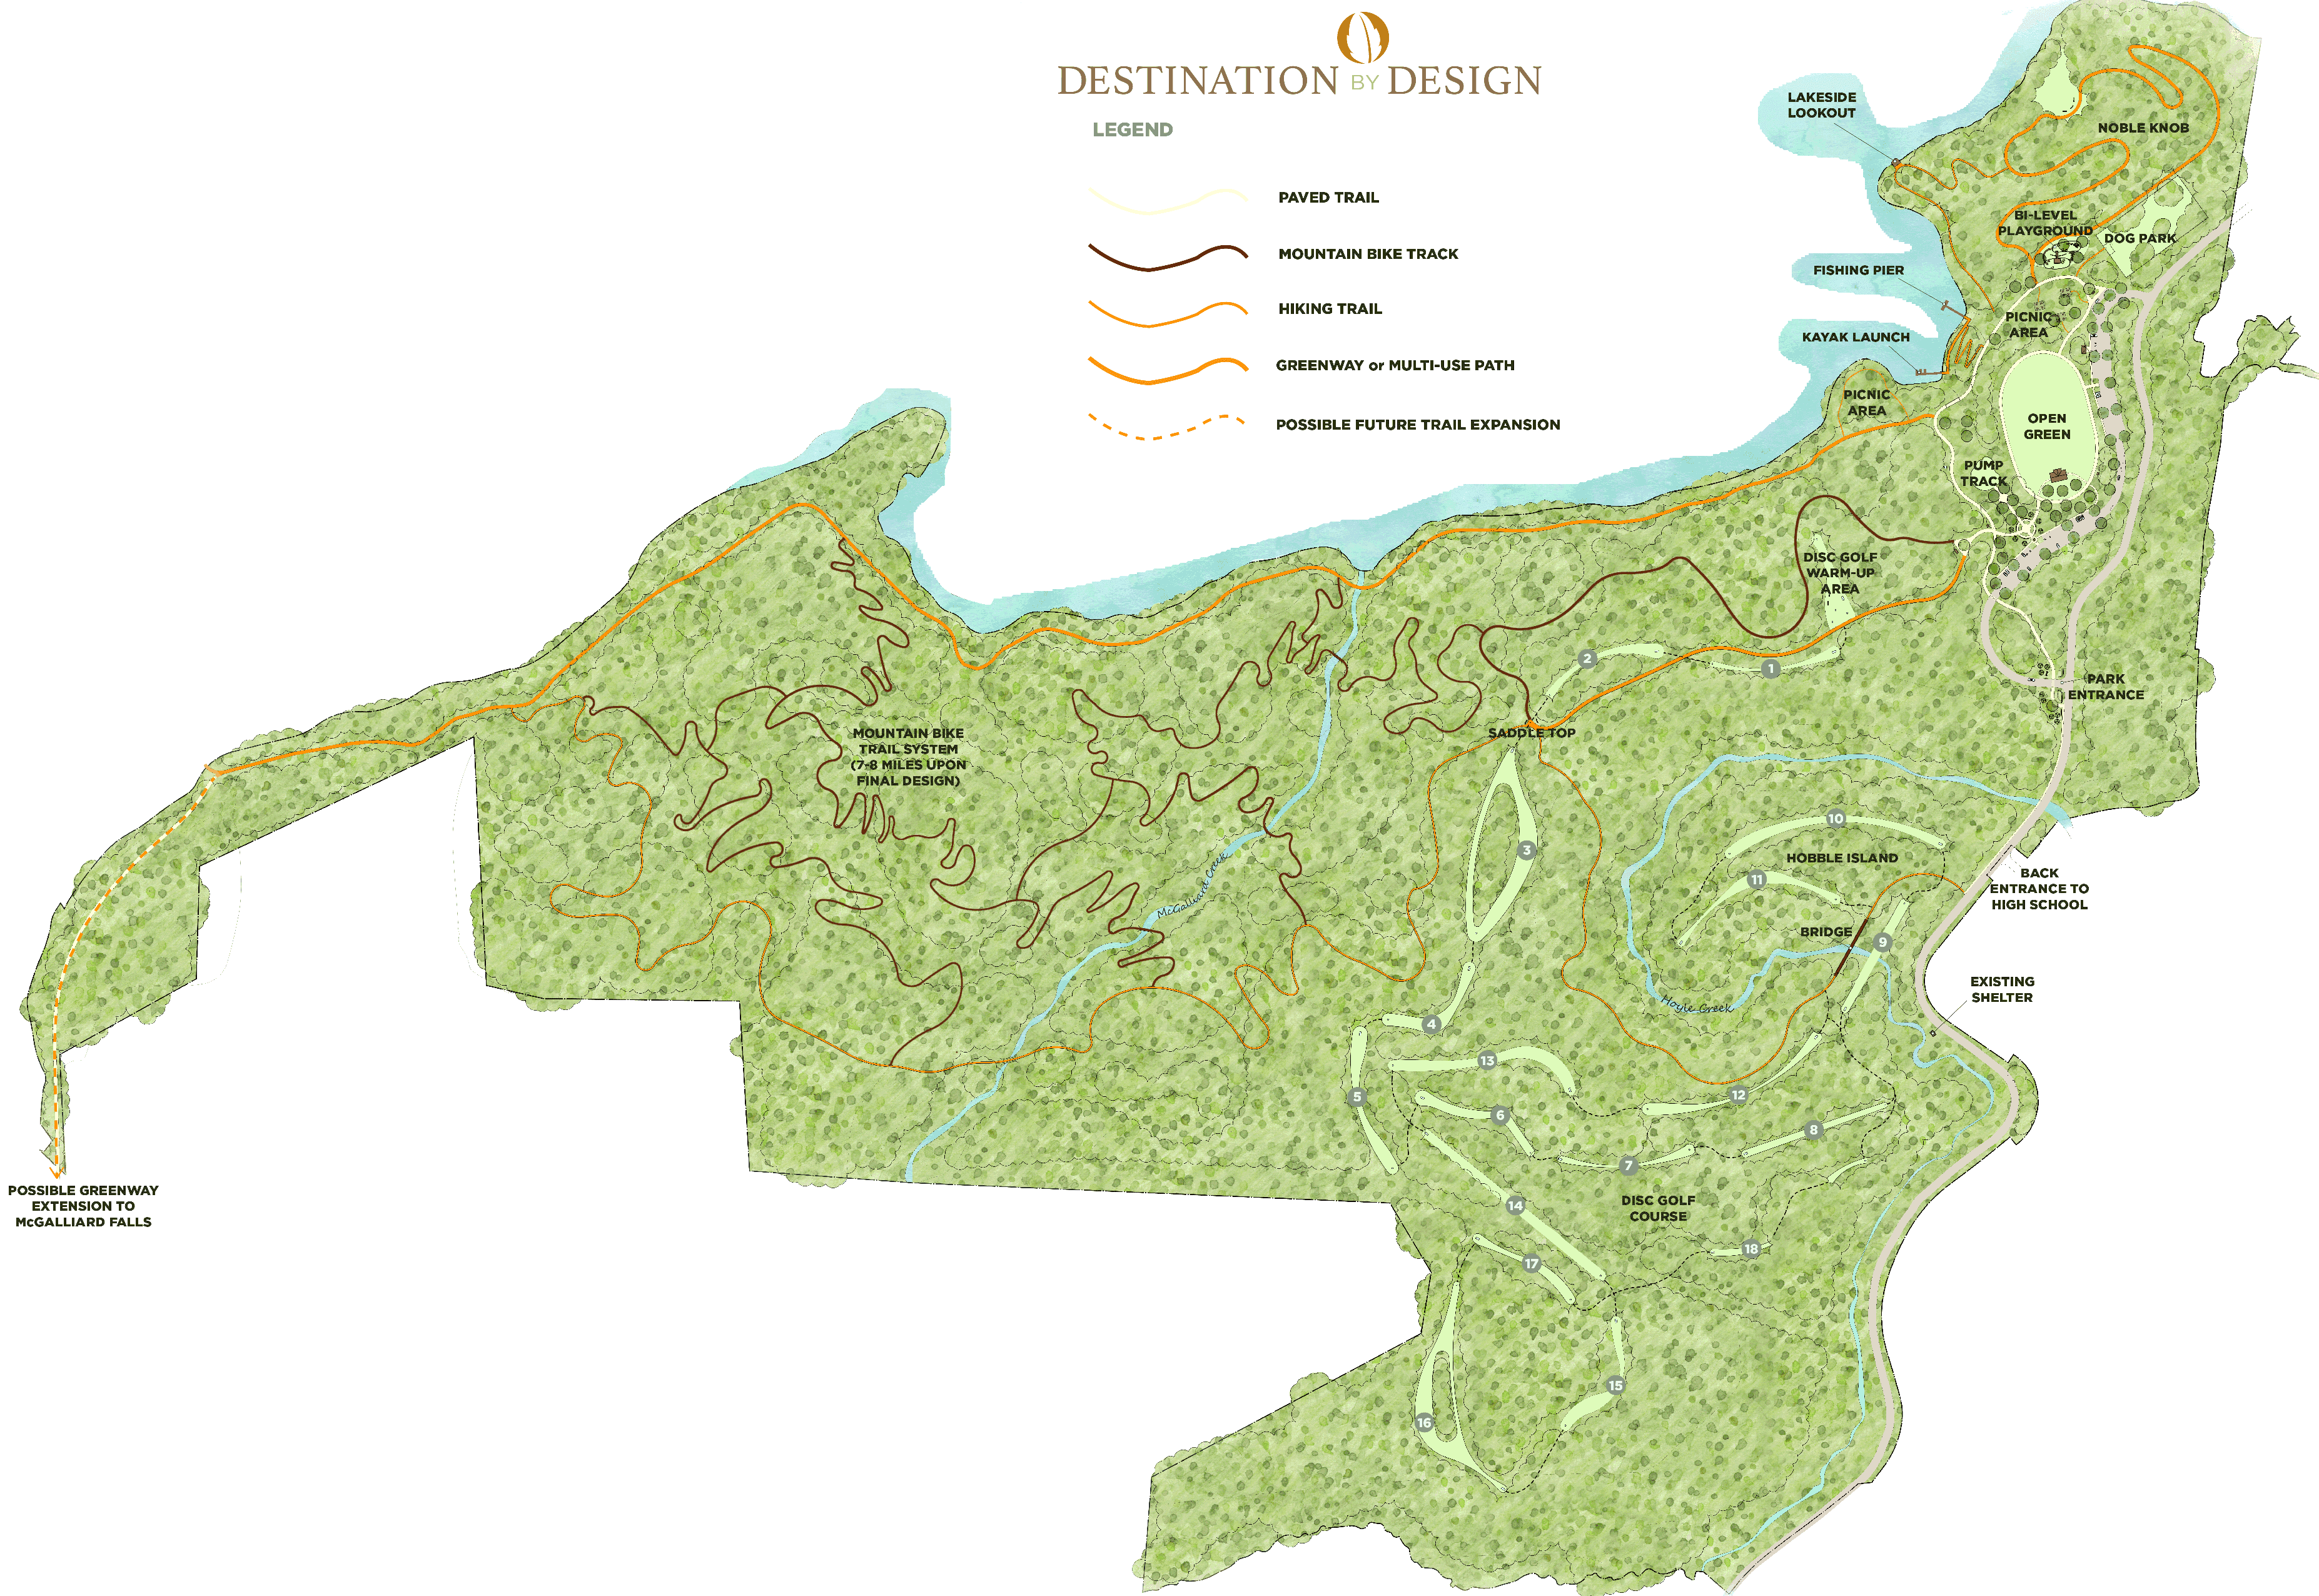 DESTINATION BY DESIGN
LEGEND
PAVED TRAIL
MOUNTAIN BIKE TRACK
HIKING TRAIL
GREENWAY or MULTI-USE PATH
POSSIBLE FUTURE TRAIL EXPANSION
LAKESIDE
LOOKOUT
NOBLE KNOB
BI-LEVEL
PLAYGROUND
DOG PARK
FISHING PIER
PICNIC
AREA
KAYAK LAUNCH
PICNIC
AREA
OPEN
GREEN
PUMP
TRACK
DISC GOLF
WARM-UP
AREA
2
1
PARK
ENTRANCE
SADDLE TOP
MOUNTAIN BIKE
TRAIL SYSTEM
(7-8 MILES UPON
FINAL DESIGN)
McGalliard Creek
3
10
HOBBLE ISLAND
11
BACK
ENTRANCE TO
HIGH SCHOOL
BRIDGE
9
Hoyle Creek
EXISTING
SHELTER
4
13
5
12
6
8
7
POSSIBLE GREENWAY
EXTENSION TO
McGALLIARD FALLS
DISC GOLF
COURSE
14
18
17
15
16